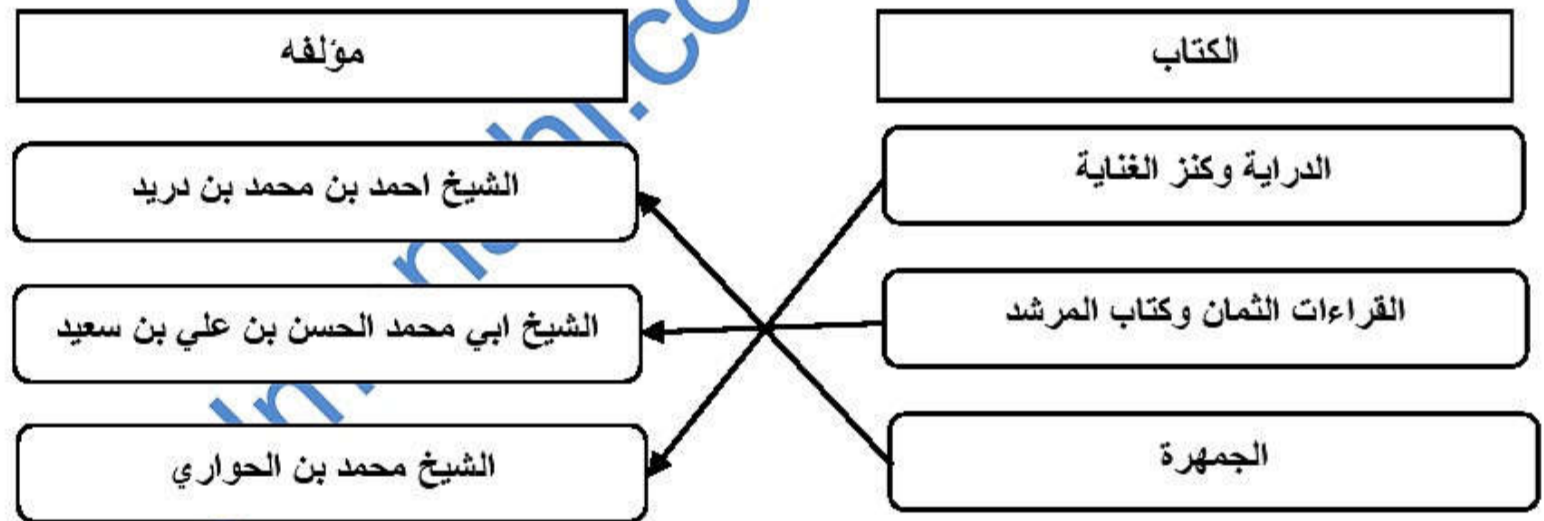 الكتاب
مؤلفه
الدراية وكنز الغناية
الشيخ احمد بن محمد بن دريد
القراءات الثمان وكتاب المرشد
الشيخ ابي محمد الحسن بن علي بن سعيد
الجمهرة
الشيخ محمد بن الحواري